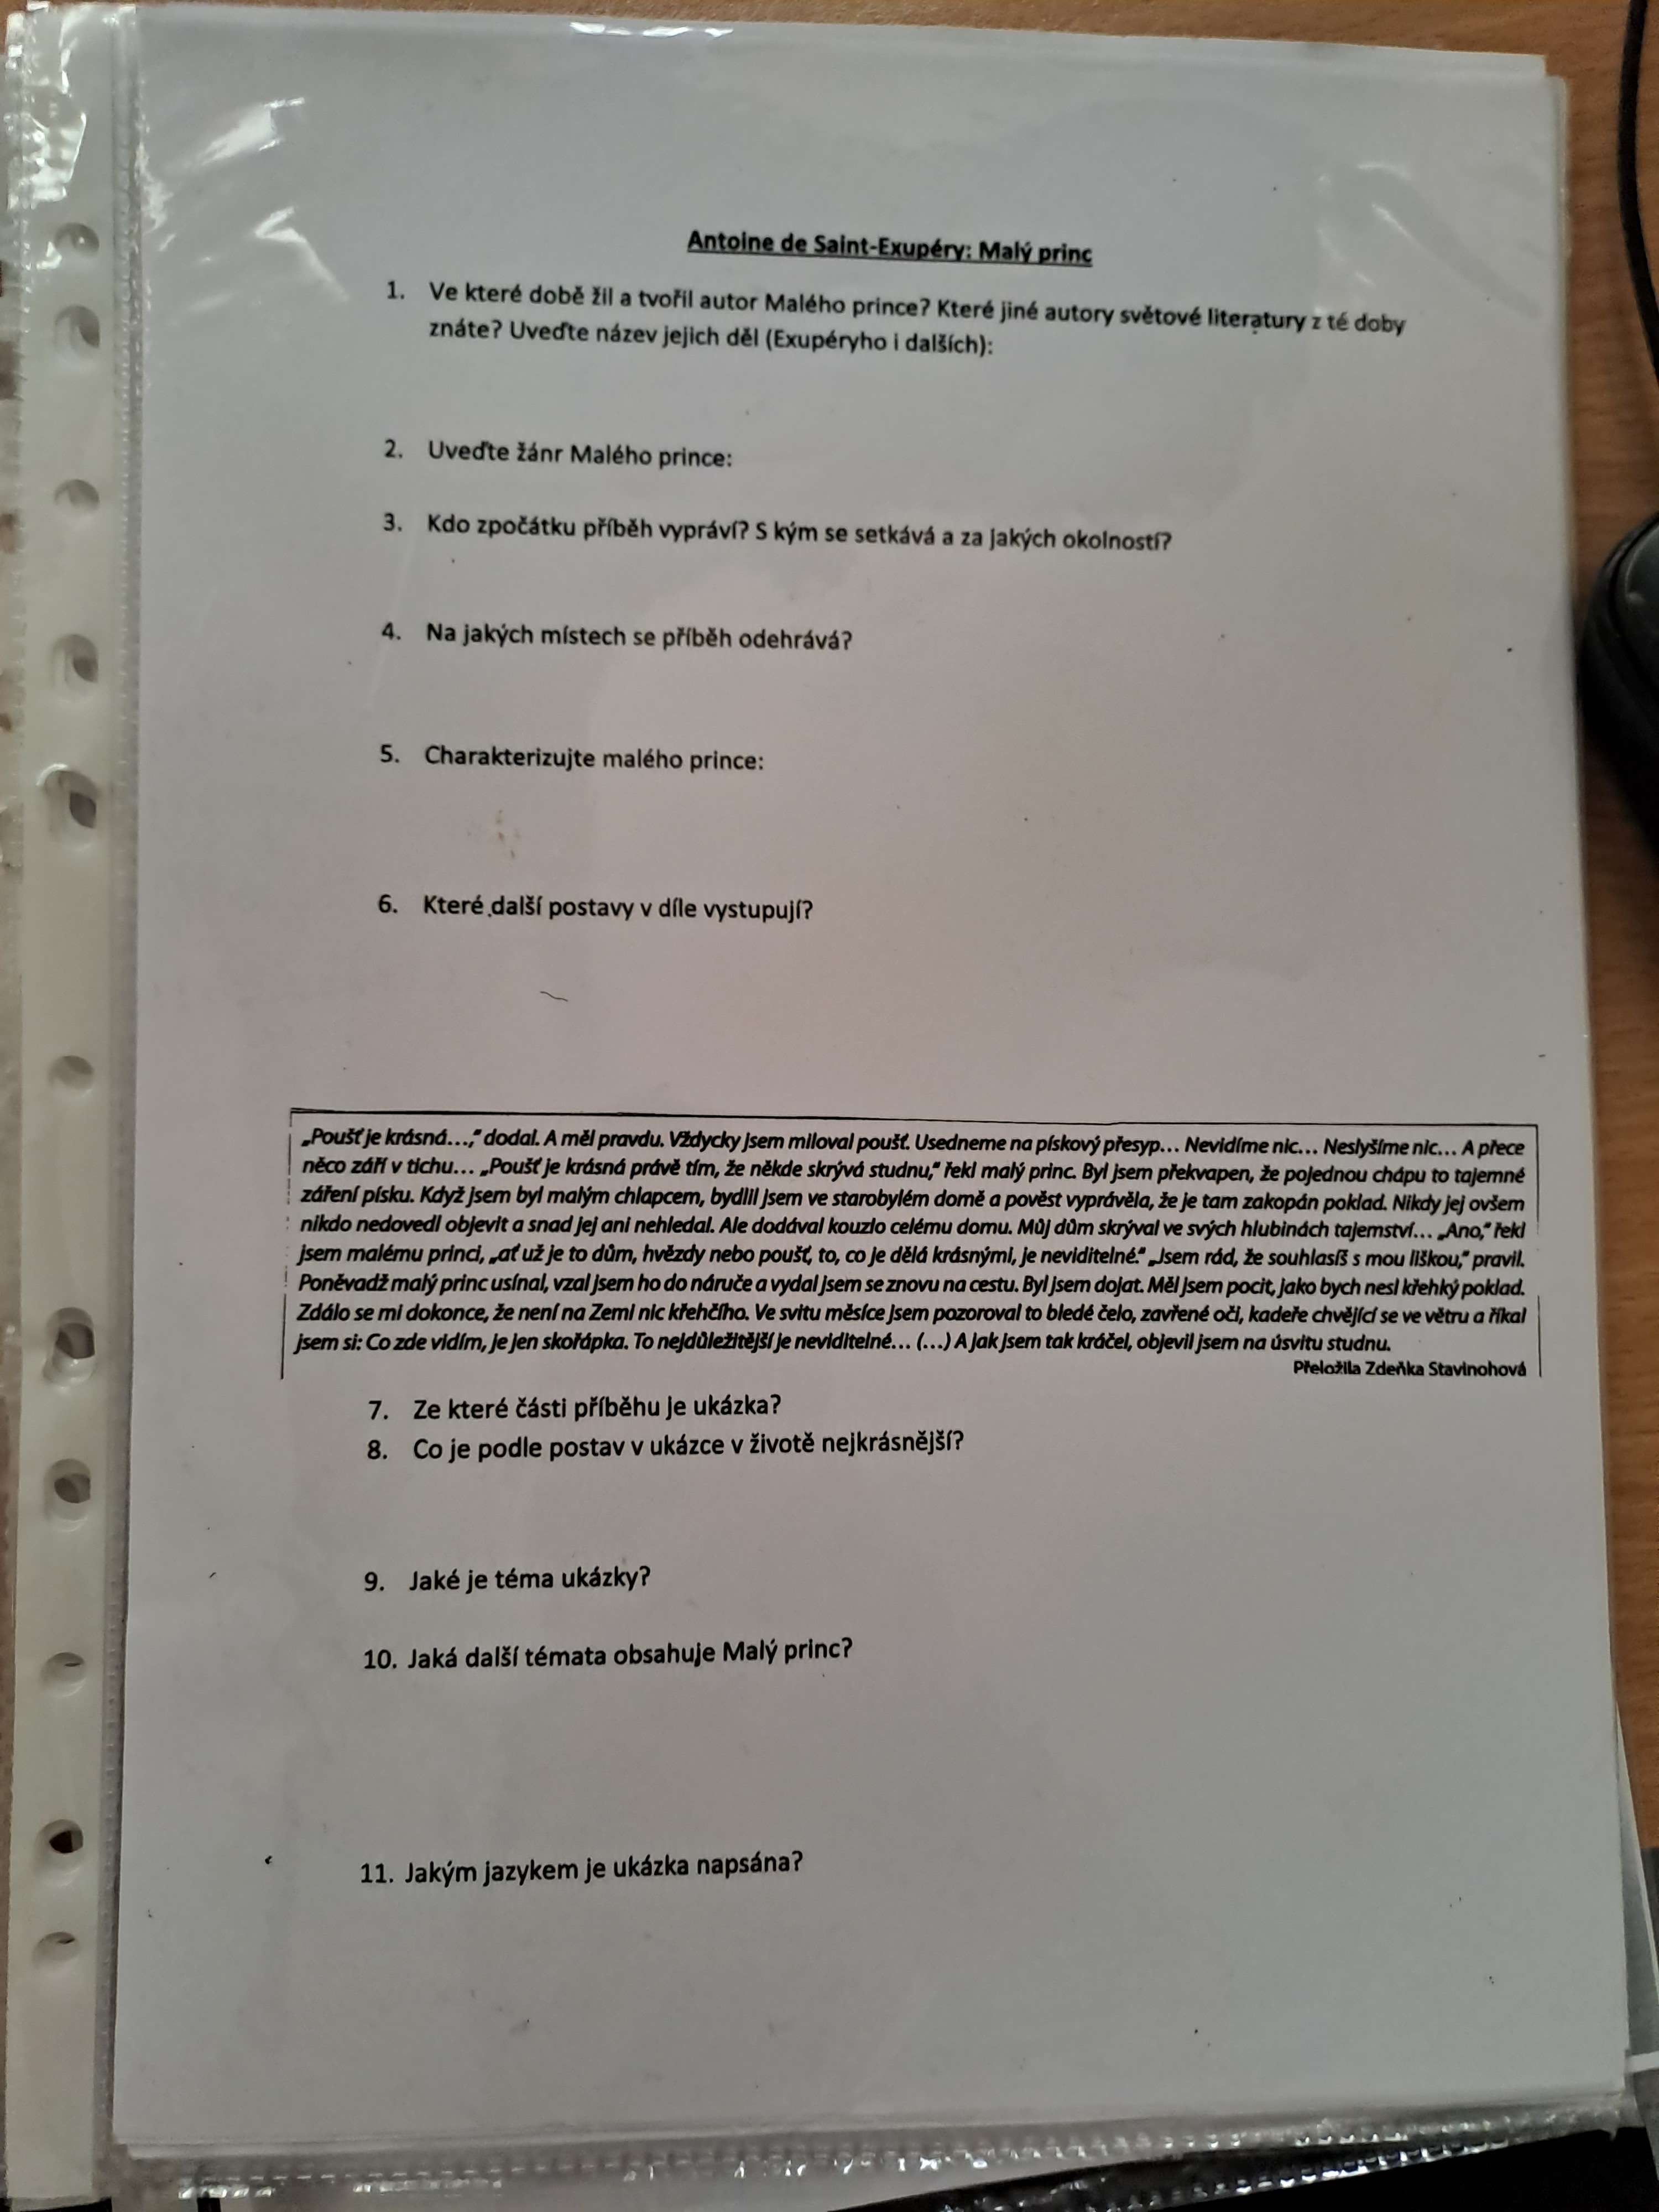 Antoine de Saint-Exupéry: Malý princ
1. Ve které době žil a tvořil autor Malého prince? Které jiné autory světové literatury z té doby
znáte? Uveďte název jejich děl (Exupéryho i dalších):
2. Uveďte žánr Malého prince:
3. Kdo zpočátku příběh vypráví? S kým se setkává a za jakých okolností?
4. Na jakých místech se příběh odehrává?
5. Charakterizujte malého prince:
6. Které další postavy v díle vystupují?
„Poušť je krásná…,“ dodal. A měl pravdu. Vždycky jsem miloval poušť. Usedneme na pískový přesyp… Nevidíme nic… Neslyšíme nic… A přece
něco září v tichu… „Poušť je krásná právě tím, že někde skrývá studnu,“ řekl malý princ. Byl jsem překvapen, že pojednou chápu to tajemné
záření písku. Když jsem byl malým chlapcem, bydlil jsem ve starobylém domě a pověst vyprávěla, že je tam zakopán poklad. Nikdy jej ovšem
nikdo nedovedl objevit a snad jej ani nehledal. Ale dodával kouzlo celému domu. Můj dům skrýval ve svých hlubinách tajemství… „Ano,“ řekl
jsem malému princi, „ať už je to dům, hvězdy nebo poušť, to, co je dělá krásnými, je neviditelné.“ „Jsem rád, že souhlasíš s mou liškou,“ pravil.
Poněvadž malý princ usínal, vzal jsem ho do náruče a vydal jsem se znovu na cestu. Byl jsem dojat. Měl jsem pocit, jako bych nesl křehký poklad.
Zdálo se mi dokonce, že není na Zemi nic křehčího. Ve svitu měsíce jsem pozoroval to bledé čelo, zavřené oči, kadeře chvějící se ve větru a říkal
jsem si: Co zde vidím, je jen skořápka. To nejdůležitější je neviditelné… (…) A jak jsem tak kráčel, objevil jsem na úsvitu studnu.
Přeložila Zdeňka Stavinohová
7. Ze které části příběhu je ukázka?
8. Co je podle postav v ukázce v životě nejkrásnější?
9. Jaké je téma ukázky?
10. Jaká další témata obsahuje Malý princ?
11. Jakým jazykem je ukázka napsána?